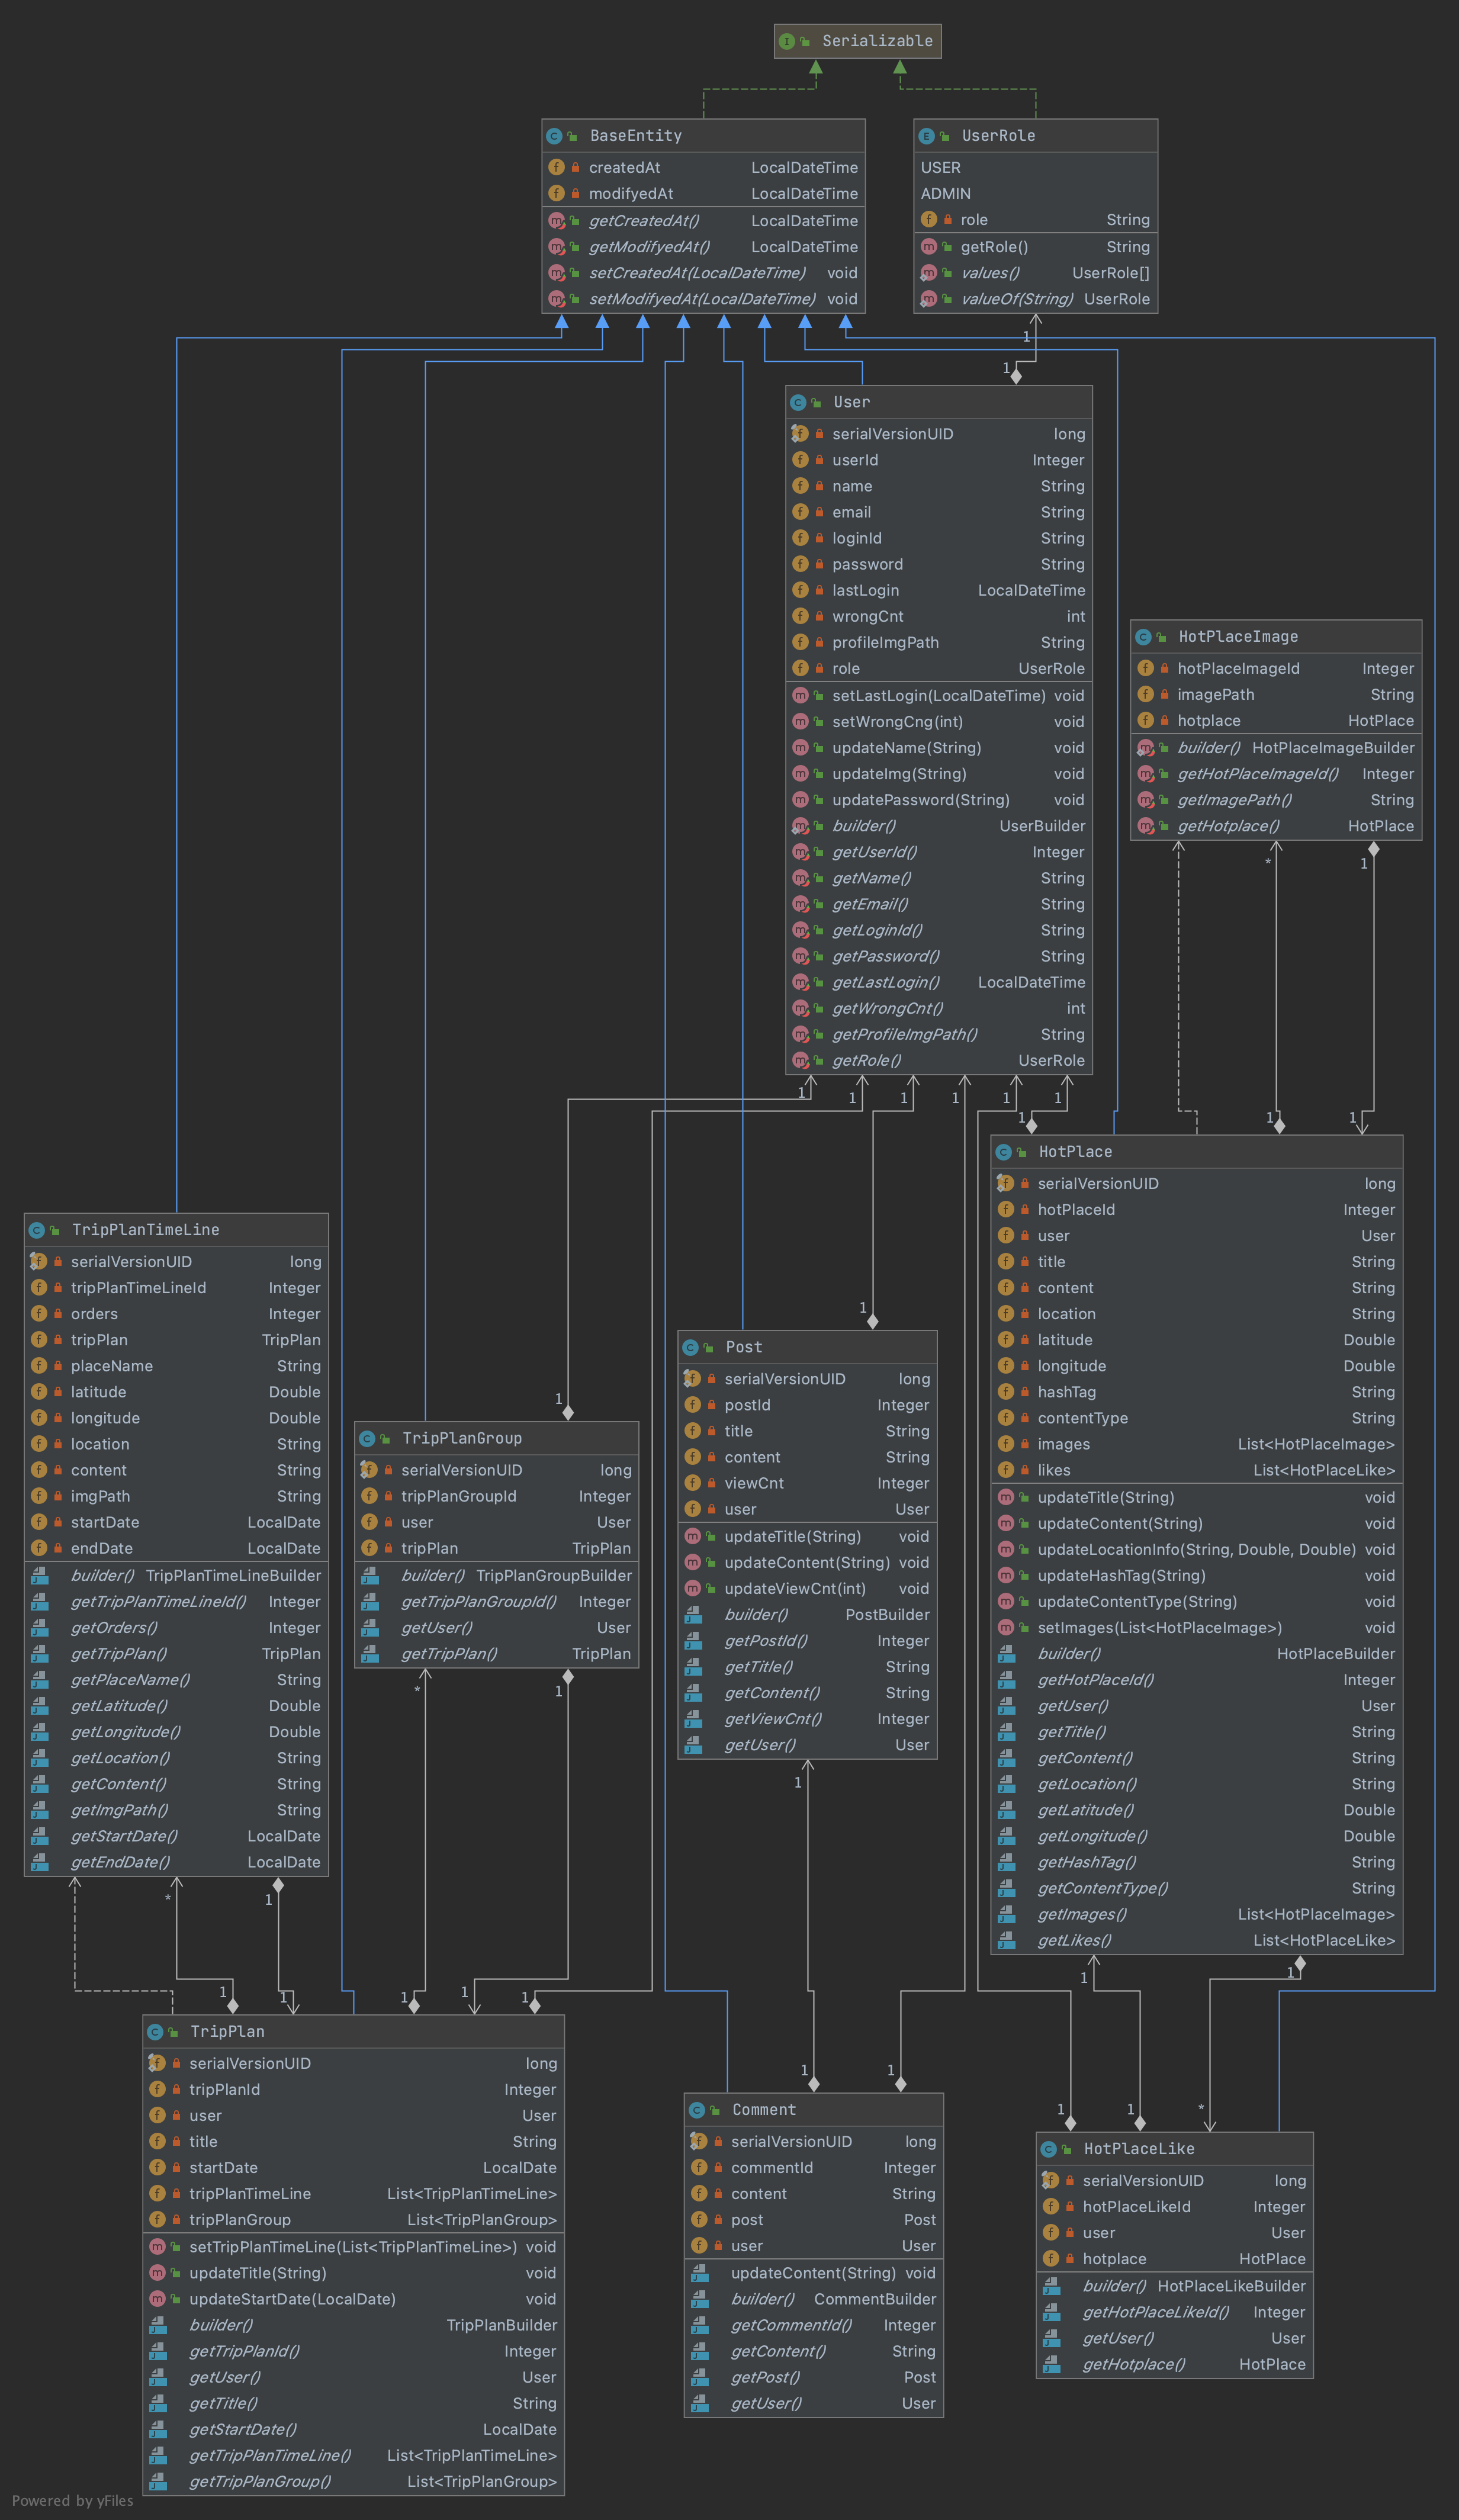 Serializable
BaseEntity
createdAt LocalDateTime
modifyedAt LocalDateTime
getCreatedAt() LocalDateTime
getModifyedAt() LocalDateTime
setCreatedAt(LocalDateTime) void
setModifyedAt(LocalDateTime) void
UserRole
USER
ADMIN
role String
getRole() String
values() UserRole[]
valueOf(String) UserRole
1
1
User
serialVersionUID long
userId Integer
name String
email String
loginId String
password String
lastLogin LocalDateTime
wrongCnt int
profileImgPath String
role UserRole
setLastLogin(LocalDateTime) void
setWrongCng(int) void
updateName(String) void
updateImg(String) void
updatePassword(String) void
builder() UserBuilder
getUserId() Integer
getName() String
getEmail() String
getLoginId() String
getPassword() String
getLastLogin() LocalDateTime
getWrongCnt() int
getProfileImgPath() String
getRole() UserRole
HotPlaceImage
hotPlaceImageId Integer
imagePath String
hotplace HotPlace
builder() HotPlaceImageBuilder
getHotPlaceImageId() Integer
getImagePath() String
getHotplace() HotPlace
* 1
1 1 1 1 1 1
1 1 1
HotPlace
serialVersionUID long
hotPlaceId Integer
user User
title String
content String
location String
latitude Double
longitude Double
hashTag String
contentType String
images List<HotPlaceImage>
likes List<HotPlaceLike>
updateTitle(String) void
updateContent(String) void
updateLocationInfo(String, Double, Double) void
updateHashTag(String) void
updateContentType(String) void
setImages(List<HotPlaceImage>) void
builder() HotPlaceBuilder
getHotPlaceId() Integer
getUser() User
getTitle() String
getContent() String
getLocation() String
getLatitude() Double
getLongitude() Double
getHashTag() String
getContentType() String
getImages() List<HotPlaceImage>
getLikes() List<HotPlaceLike>
TripPlanTimeLine
serialVersionUID long
tripPlanTimeLineId Integer
orders Integer
tripPlan TripPlan
placeName String
latitude Double
longitude Double
location String
content String
imgPath String
startDate LocalDate
endDate LocalDate
builder() TripPlanTimeLineBuilder
getTripPlanTimeLineId() Integer
getOrders() Integer
getTripPlan() TripPlan
getPlaceName() String
getLatitude() Double
getLongitude() Double
getLocation() String
getContent() String
getImgPath() String
getStartDate() LocalDate
getEndDate() LocalDate
1
Post
serialVersionUID long
postId Integer
title String
content String
viewCnt Integer
user User
updateTitle(String) void
updateContent(String) void
updateViewCnt(int) void
builder() PostBuilder
getPostId() Integer
getTitle() String
getContent() String
getViewCnt() Integer
getUser() User
1
TripPlanGroup
serialVersionUID long
tripPlanGroupId Integer
user User
tripPlan TripPlan
builder() TripPlanGroupBuilder
getTripPlanGroupId() Integer
getUser() User
getTripPlan() TripPlan
* 1
1
* 1
1 1
1 1 1 1 1
TripPlan
serialVersionUID long
tripPlanId Integer
user User
title String
startDate LocalDate
tripPlanTimeLine List<TripPlanTimeLine>
tripPlanGroup List<TripPlanGroup>
setTripPlanTimeLine(List<TripPlanTimeLine>) void
updateTitle(String) void
updateStartDate(LocalDate) void
builder() TripPlanBuilder
getTripPlanId() Integer
getUser() User
getTitle() String
getStartDate() LocalDate
getTripPlanTimeLine() List<TripPlanTimeLine>
getTripPlanGroup() List<TripPlanGroup>
1 1
Comment
serialVersionUID long
commentId Integer
content String
post Post
user User
updateContent(String) void
builder() CommentBuilder
getCommentId() Integer
getContent() String
getPost() Post
getUser() User
1 1 *
HotPlaceLike
serialVersionUID long
hotPlaceLikeId Integer
user User
hotplace HotPlace
builder() HotPlaceLikeBuilder
getHotPlaceLikeId() Integer
getUser() User
getHotplace() HotPlace
Powered by yFiles